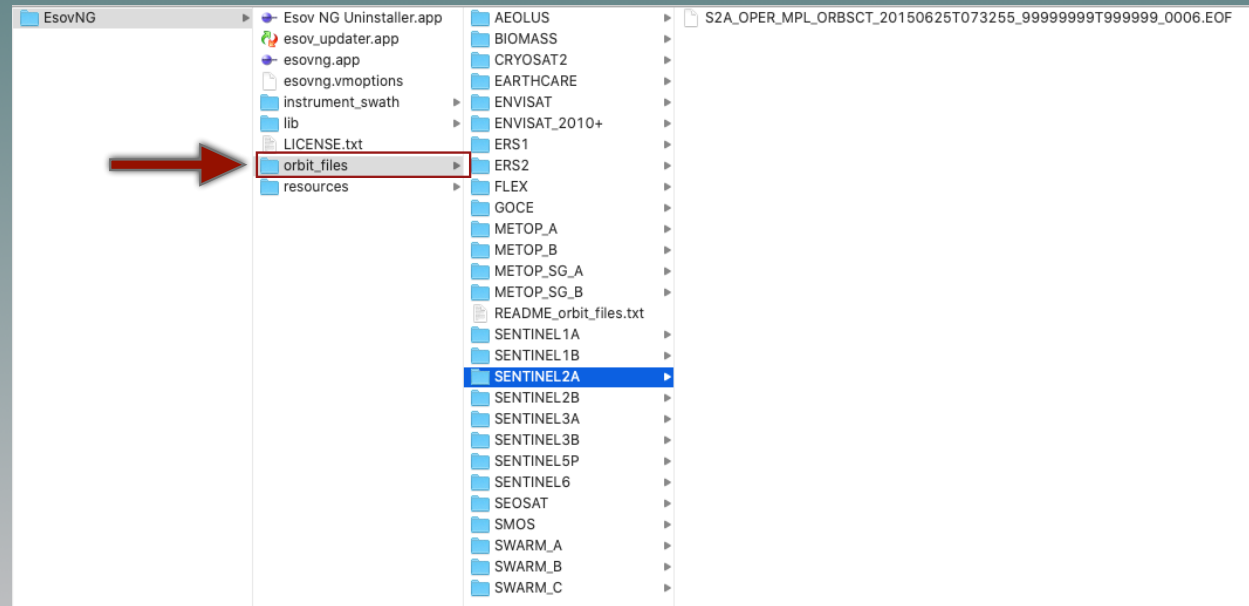 EsovNG
Esov NG Uninstaller.app
esov_updater.app
esovng.app
esovng.vmoptions
instrument_swath
lib
LICENSE.txt
orbit_files
resources
AEOLUS
BIOMASS
CRYOSAT2
EARTHCARE
ENVISAT
ENVISAT_2010+
ERS1
ERS2
FLEX
GOCE
METOP_A
METOP_B
METOP_SG_A
METOP_SG_B
README_orbit_files.txt
SENTINEL1A
SENTINEL1B
SENTINEL2A
SENTINEL2B
SENTINEL3A
SENTINEL3B
SENTINEL5P
SENTINEL6
SEOSAT
SMOS
SWARM_A
SWARM_B
SWARM_C
S2A_OPER_MPL_ORBSCT_20150625T073255_99999999T999999_0006.EOF